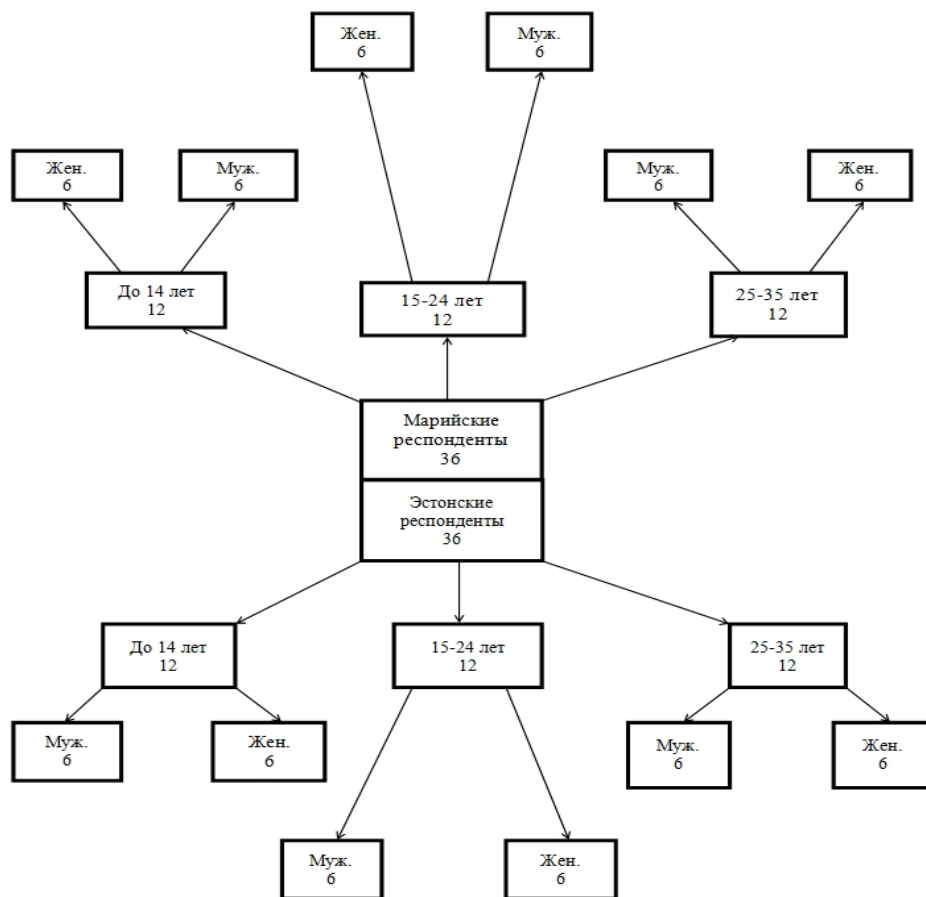 Жен.
6
Муж.
6
Жен.
6
Муж.
6
Муж.
6
Жен.
6
До 14 лет
12
15-24 лет
12
25-35 лет
12
Марийские
респонденты
36
Эстонские
респонденты
36
До 14 лет
12
15-24 лет
12
25-35 лет
12
Муж.
6
Жен.
6
Муж.
6
Жен.
6
Муж.
6
Жен.
6